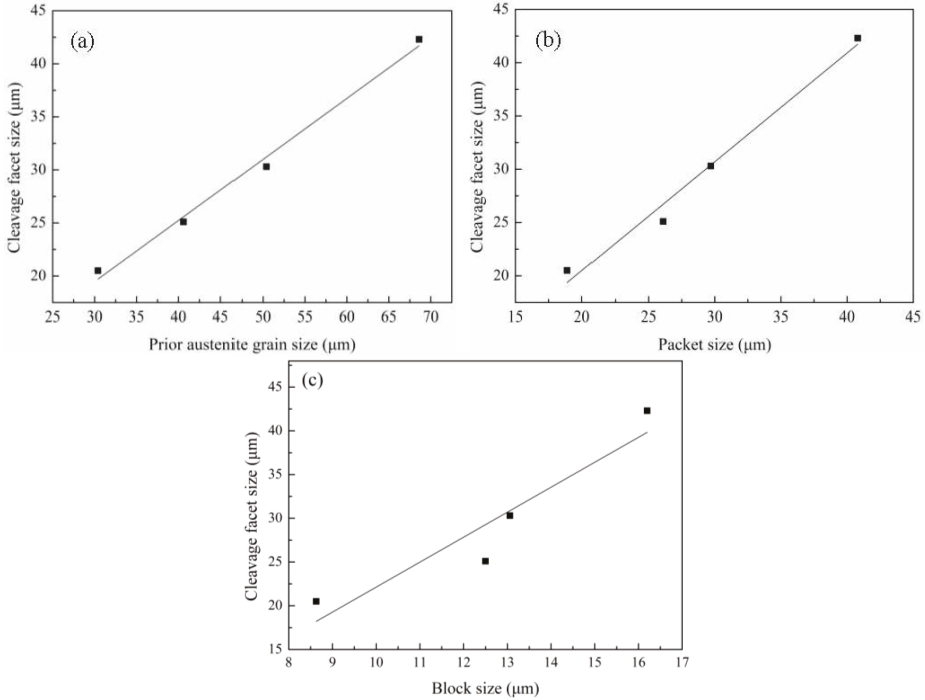 (a)
45
40
35
30
25
20
Cleavage facet size (μm)
25 30 35 40 45 50 55 60 65 70
Prior austenite grain size (μm)
(b)
45
40
35
30
25
20
Cleavage facet size (μm)
15 20 25 30 35 40 45
Packet size (μm)
(c)
45
40
35
30
25
20
15
Cleavage facet size (μm)
8 9 10 11 12 13 14 15 16 17
Block size (μm)